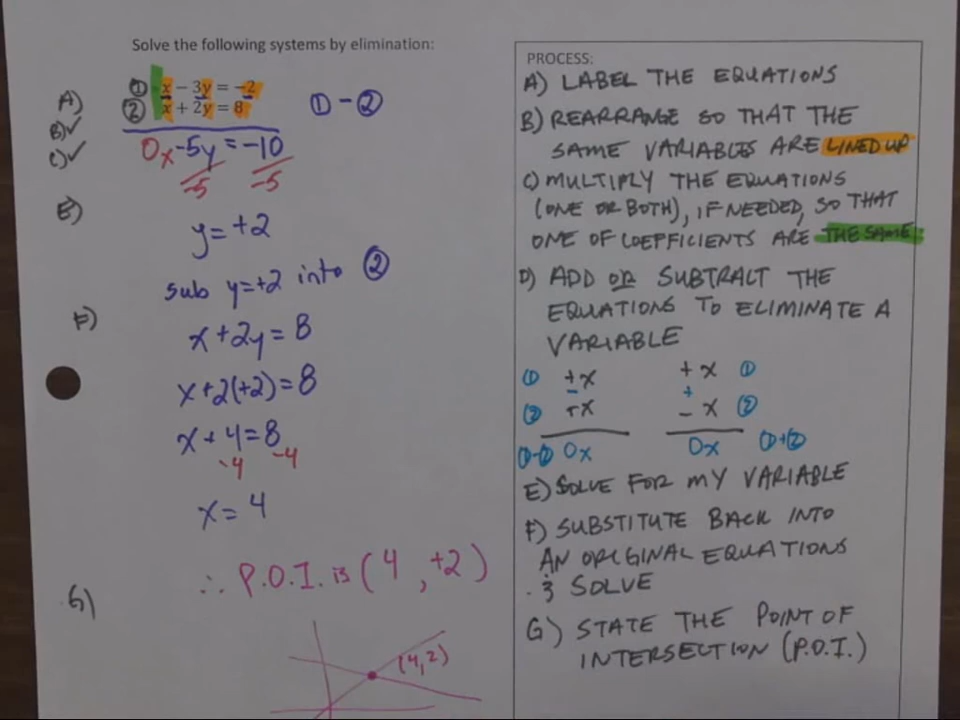 Solve the following systems by elimination:
① x − 3y = −2
② x + 2y = 8
① − ②
A)
B)✓
C)✓
0x -5y = -10
-5 -5
E)
y = +2
sub y=+2 into ②
F)
x + 2y = 8
x + 2(+2) = 8
x + 4 = 8
-4 -4
x = 4
G)
∴ P.O.I. is (4, +2)
(4,2)
PROCESS:
A) LABEL THE EQUATIONS
B) REARRANGE SO THAT THE
SAME VARIABLES ARE LINED UP
C) MULTIPLY THE EQUATIONS
(ONE OR BOTH), IF NEEDED, SO THAT
ONE OF COEFFICIENTS ARE THE SAME
D) ADD OR SUBTRACT THE
EQUATIONS TO ELIMINATE A
VARIABLE
① +x +x ①
− +
② +x − x ②
①-② 0x 0x ①+②
E) SOLVE FOR MY VARIABLE
F) SUBSTITUTE BACK INTO
AN ORIGINAL EQUATIONS
& SOLVE
G) STATE THE POINT OF
INTERSECTION (P.O.I.)